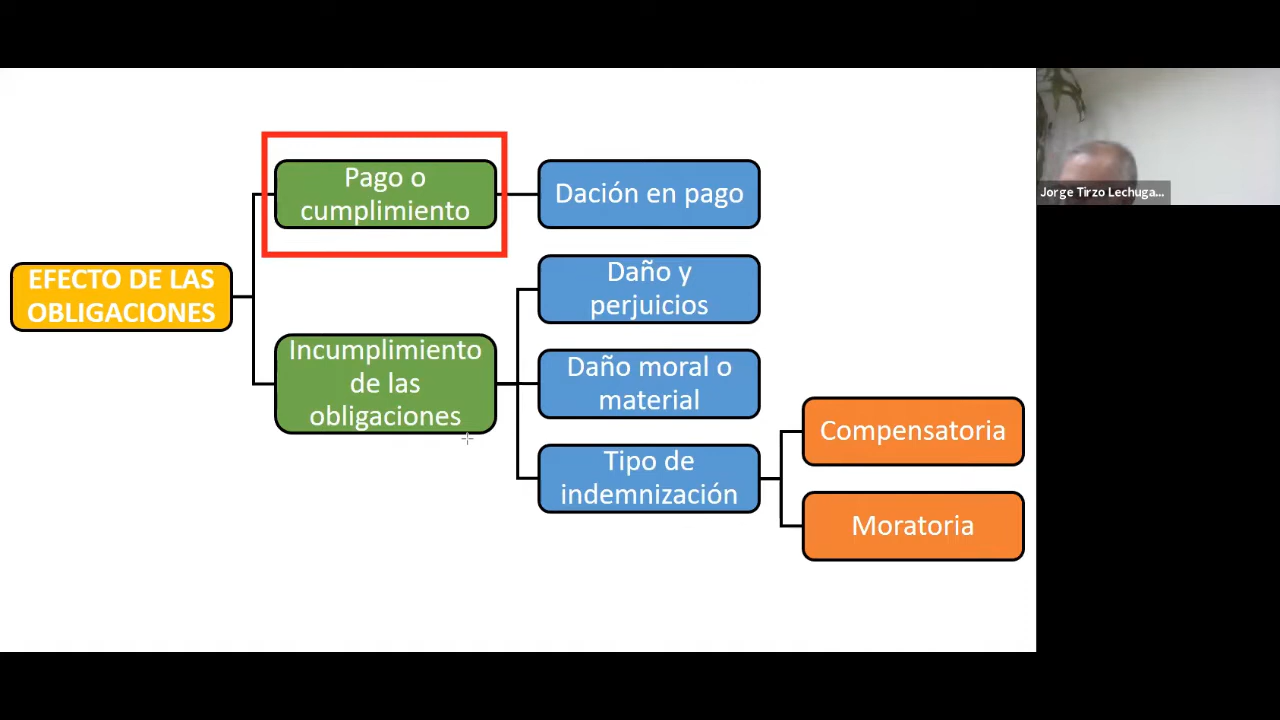 EFECTO DE LAS
OBLIGACIONES
Pago o
cumplimiento
Dación en pago
Incumplimiento
de las
obligaciones
Daño y
perjuicios
Daño moral o
material
Tipo de
indemnización
Compensatoria
Moratoria
Jorge Tirzo Lechuga...